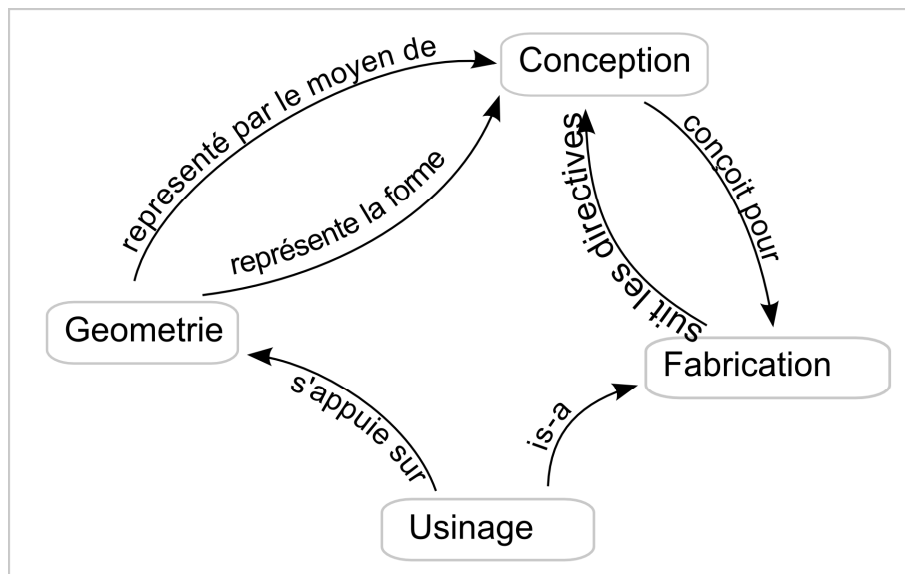 representé par le moyen de
Conception
conçoit pour
suit les directives
représente la forme
Geometrie
Fabrication
s'appuie sur
is-a
Usinage